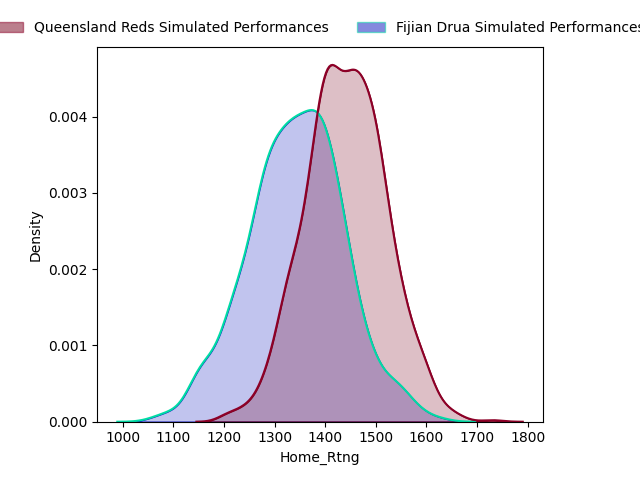 Queensland Reds Simulated Performances Fijian Drua Simulated Performances
0.004
0.003
Density
0.002
0.001
0.000
1000 1100 1200 1300 1400 1500 1600 1700 1800
Home_Rtng